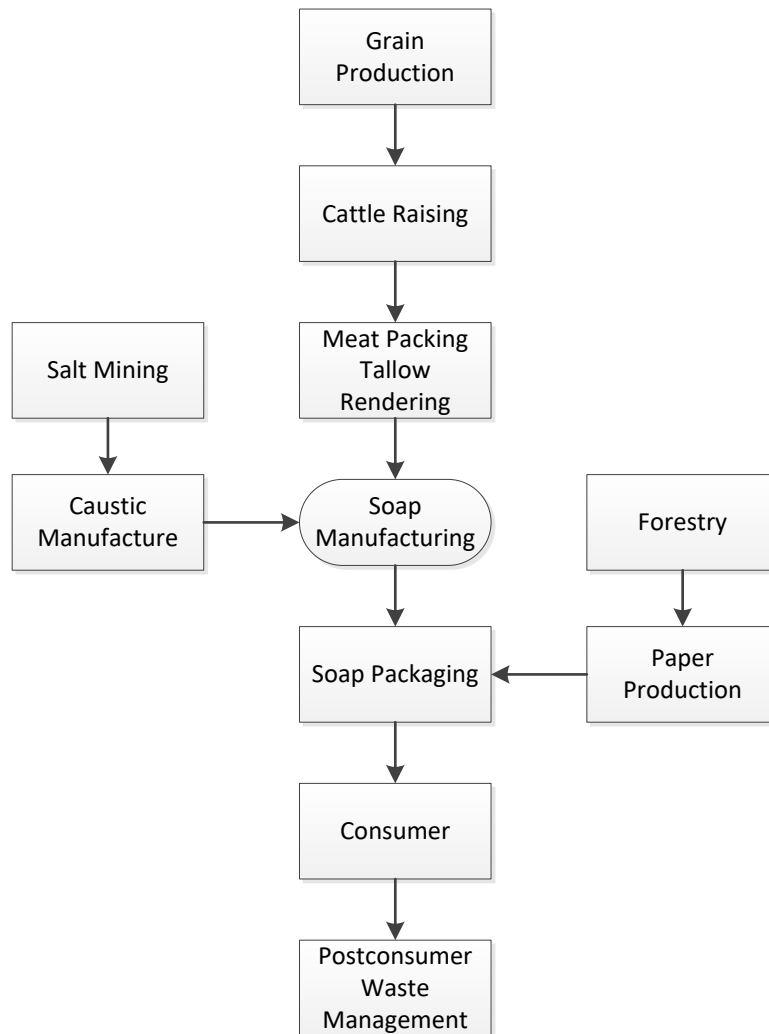 Grain
Production
Cattle Raising
Meat Packing
Tallow
Rendering
Salt Mining
Caustic
Manufacture
Soap
Manufacturing
Forestry
Soap Packaging
Paper
Production
Consumer
Postconsumer
Waste
Management